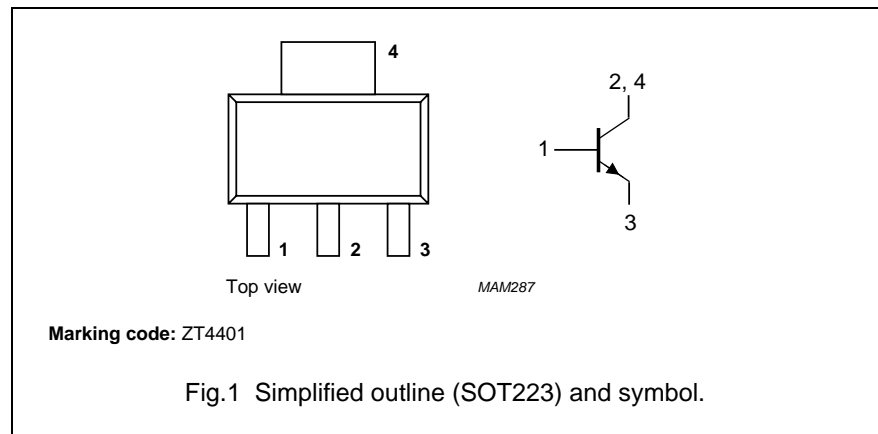 4
2, 4
1
3
1 2 3
Top view MAM287
Marking code: ZT4401
Fig.1 Simplified outline (SOT223) and symbol.